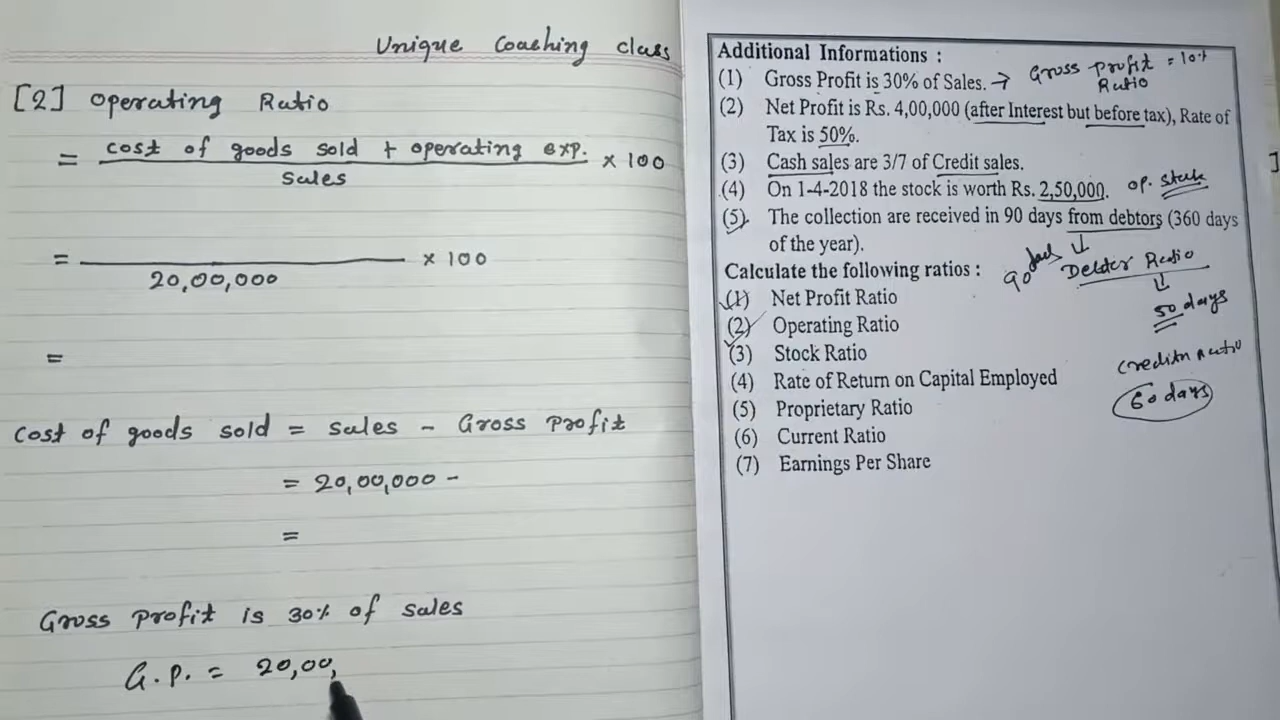 Unique Coaching class
[2] Operating Ratio
= cost of goods sold + operating exp. × 100
sales
= × 100
20,00,000
=
Cost of goods sold = sales - Gross Profit
= 20,00,000 -
=
Gross Profit is 30% of sales
G.P. = 20,00,
Additional Informations :
(1) Gross Profit is 30% of Sales. → Gross Profit = 10%
Ratio
(2) Net Profit is Rs. 4,00,000 (after Interest but before tax), Rate of
Tax is 50%.
(3) Cash sales are 3/7 of Credit sales.
(4) On 1-4-2018 the stock is worth Rs. 2,50,000. op. stock
(5) The collection are received in 90 days from debtors (360 days
of the year).
Calculate the following ratios : 90 Debtor Ratio
(1) Net Profit Ratio
50 days
(2) Operating Ratio
(3) Stock Ratio
(4) Rate of Return on Capital Employed
60 days
(5) Proprietary Ratio
(6) Current Ratio
(7) Earnings Per Share